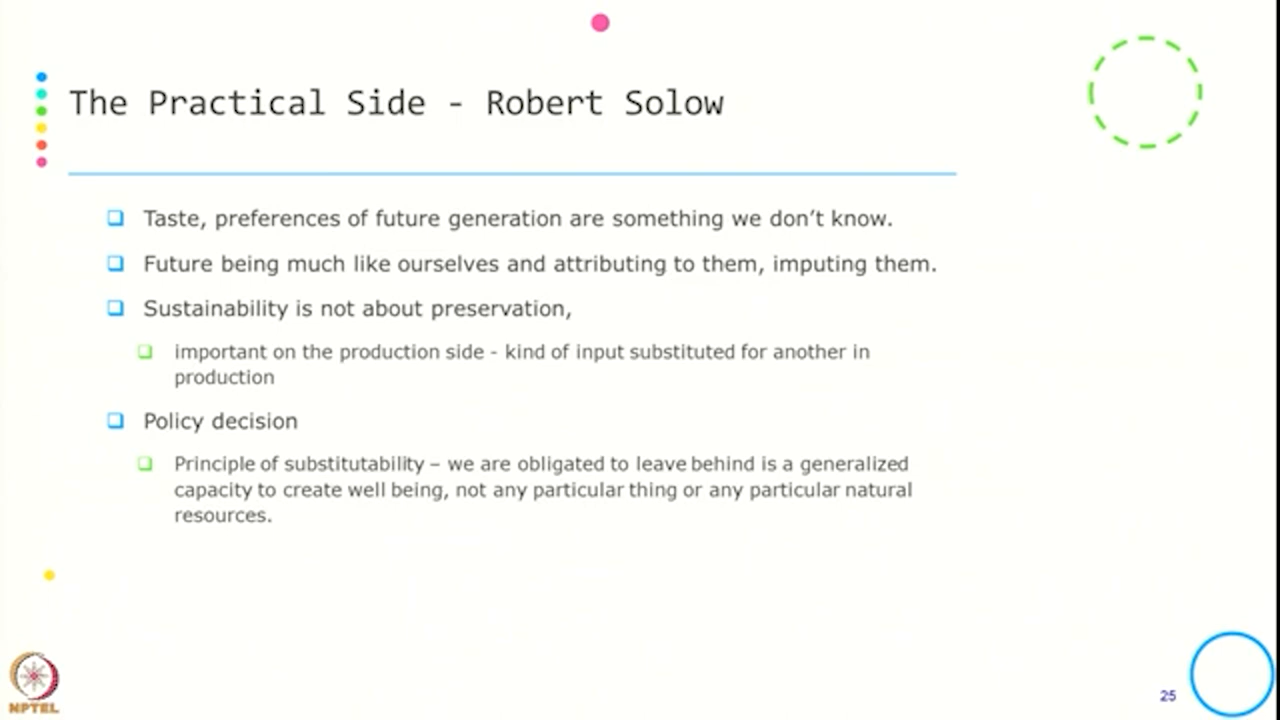 The Practical Side - Robert Solow
Taste, preferences of future generation are something we don't know.
Future being much like ourselves and attributing to them, imputing them.
Sustainability is not about preservation,
important on the production side - kind of input substituted for another in
production
Policy decision
Principle of substitutability – we are obligated to leave behind is a generalized
capacity to create well being, not any particular thing or any particular natural
resources.
NPTEL
25